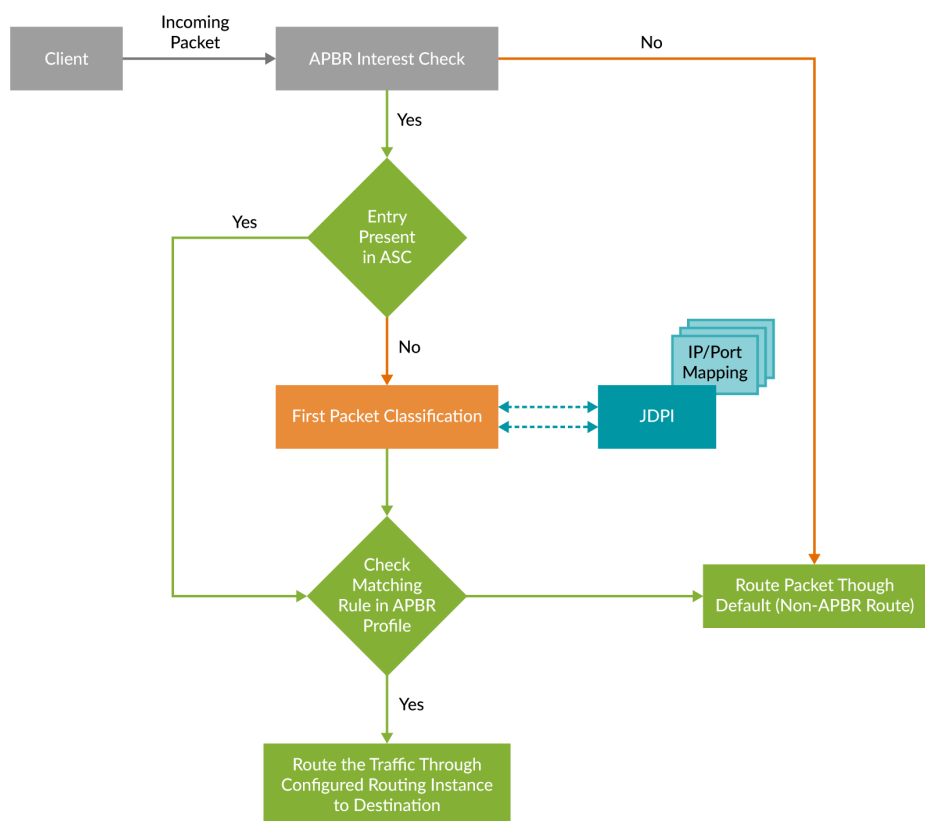 Incoming
Packet
Client
APBR Interest Check
No
Yes
Yes
Entry
Present
in ASC
No
IP/Port
Mapping
First Packet Classification
JDPI
Check
Matching
Rule in APBR
Profile
Route Packet Though
Default (Non-APBR Route)
Yes
Route the Traffic Through
Configured Routing Instance
to Destination